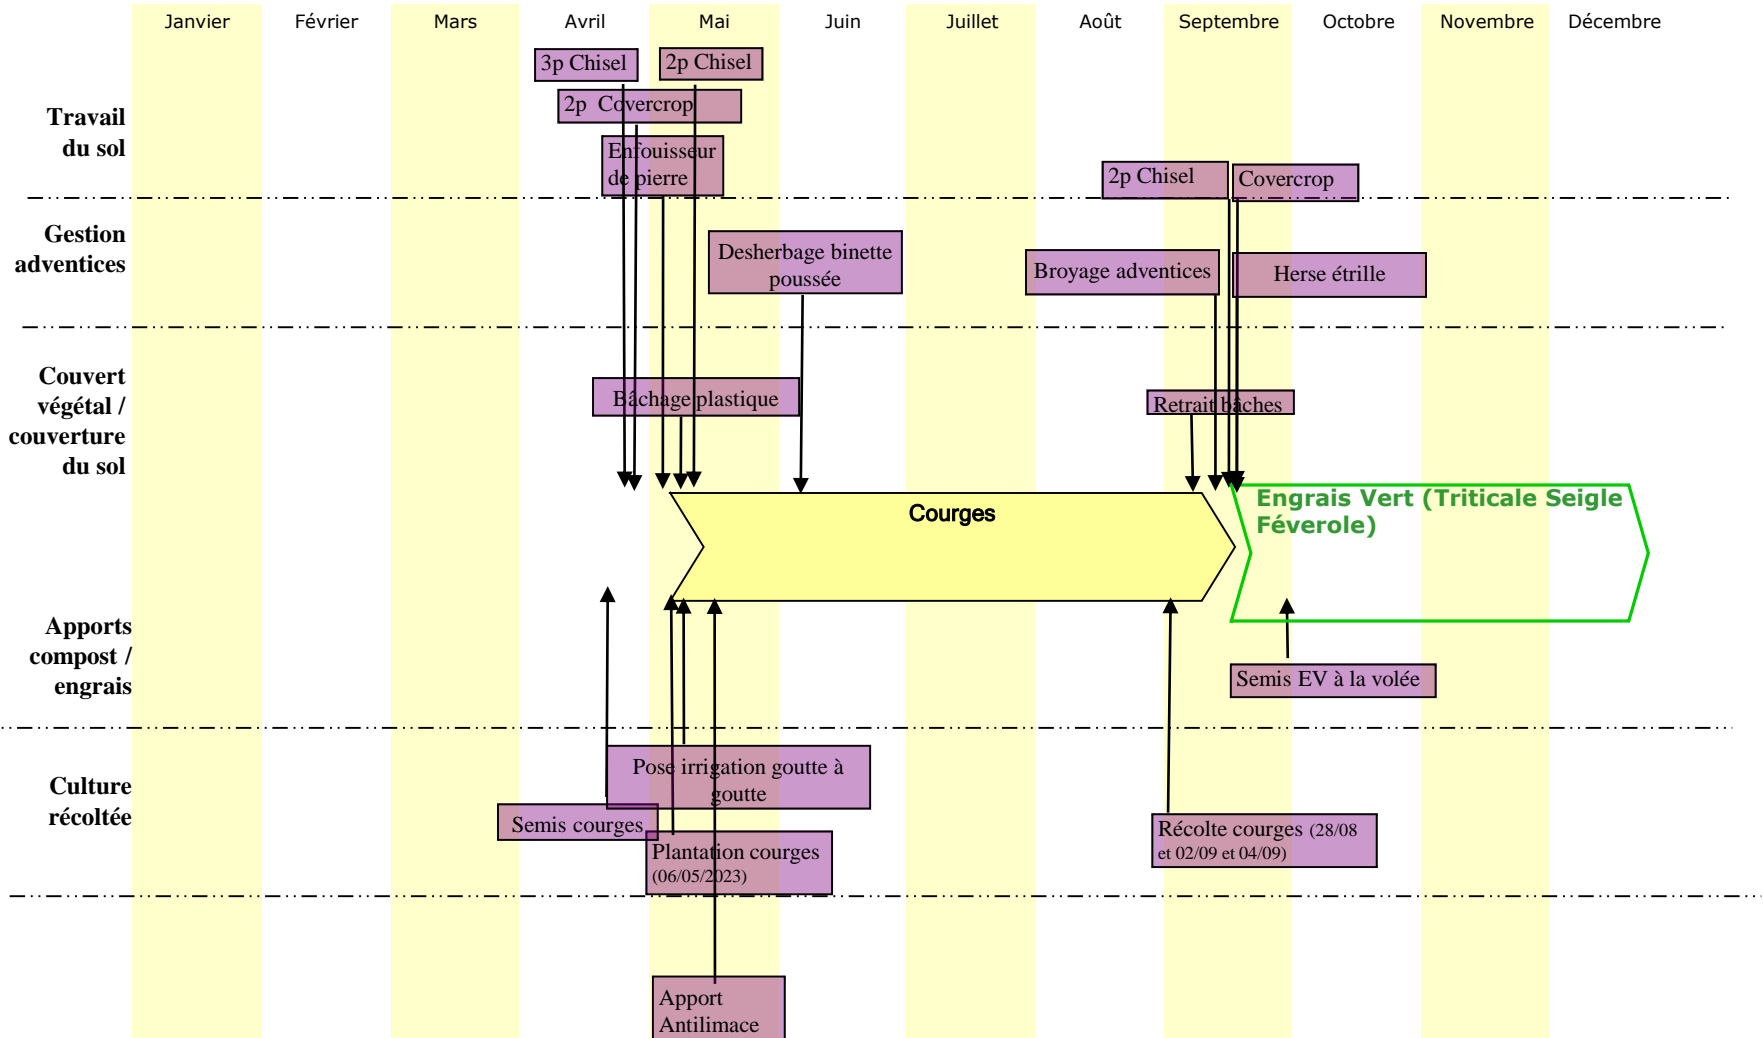 Janvier
Février
Mars
Avril
Mai
Juin
Juillet
Août
Septembre
Octobre
Novembre
Décembre
Travail
du sol
3p Chisel
2p Chisel
2p Covercrop
Enfouisseur
de pierre
2p Chisel
Covercrop
Gestion
adventices
Desherbage binette
poussée
Broyage adventices
Herse étrille
Couvert
végétal /
couverture
du sol
Bâchage plastique
Retrait bâches
Courges
Engrais Vert (Triticale Seigle
Féverole)
Apports
compost /
engrais
Semis EV à la volée
Culture
récoltée
Pose irrigation goutte à
goutte
Semis courges
Plantation courges
(06/05/2023)
Récolte courges (28/08
et 02/09 et 04/09)
Apport
Antilimace